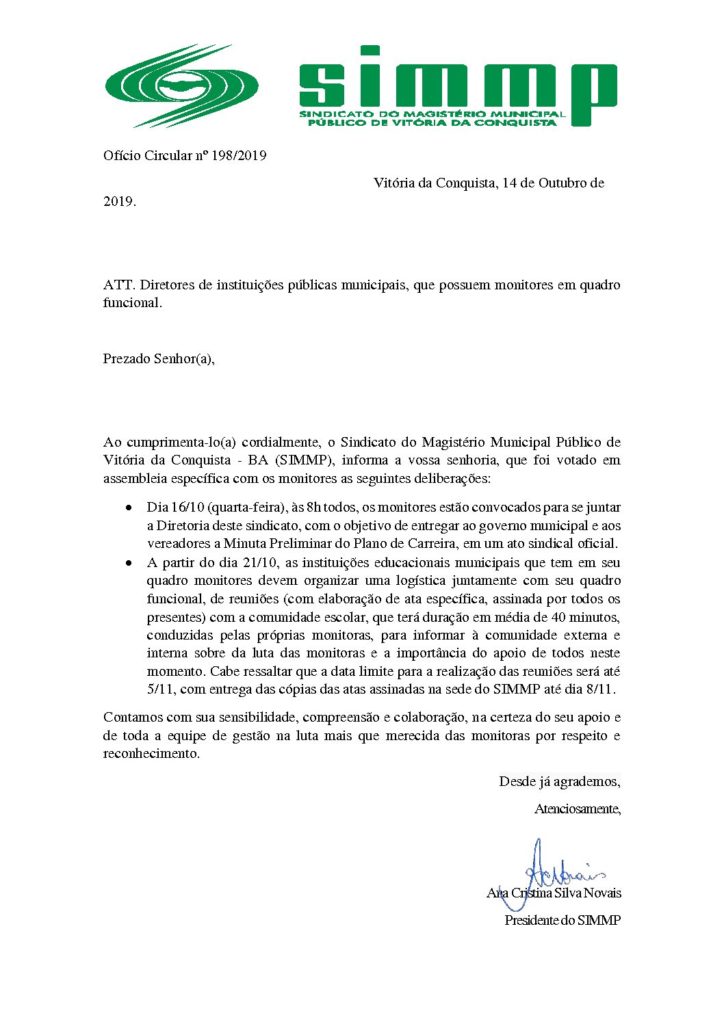 simmp
SINDICATO DO MAGISTÉRIO MUNICIPAL
PÚBLICO DE VITÓRIA DA CONQUISTA
Ofício Circular nº 198/2019
Vitória da Conquista, 14 de Outubro de
2019.
ATT. Diretores de instituições públicas municipais, que possuem monitores em quadro
funcional.
Prezado Senhor(a),
Ao cumprimenta-lo(a) cordialmente, o Sindicato do Magistério Municipal Público de
Vitória da Conquista - BA (SIMMP), informa a vossa senhoria, que foi votado em
assembleia específica com os monitores as seguintes deliberações:
• Dia 16/10 (quarta-feira), às 8h todos, os monitores estão convocados para se juntar
a Diretoria deste sindicato, com o objetivo de entregar ao governo municipal e aos
vereadores a Minuta Preliminar do Plano de Carreira, em um ato sindical oficial.
• A partir do dia 21/10, as instituições educacionais municipais que tem em seu
quadro monitores devem organizar uma logística juntamente com seu quadro
funcional, de reuniões (com elaboração de ata específica, assinada por todos os
presentes) com a comunidade escolar, que terá duração em média de 40 minutos,
conduzidas pelas próprias monitoras, para informar à comunidade externa e
interna sobre da luta das monitoras e a importância do apoio de todos neste
momento. Cabe ressaltar que a data limite para a realização das reuniões será até
5/11, com entrega das cópias das atas assinadas na sede do SIMMP até dia 8/11.
Contamos com sua sensibilidade, compreensão e colaboração, na certeza do seu apoio e
de toda a equipe de gestão na luta mais que merecida das monitoras por respeito e
reconhecimento.
Desde já agrademos,
Atenciosamente,
Ana Cristina Silva Novais
Presidente do SIMMP